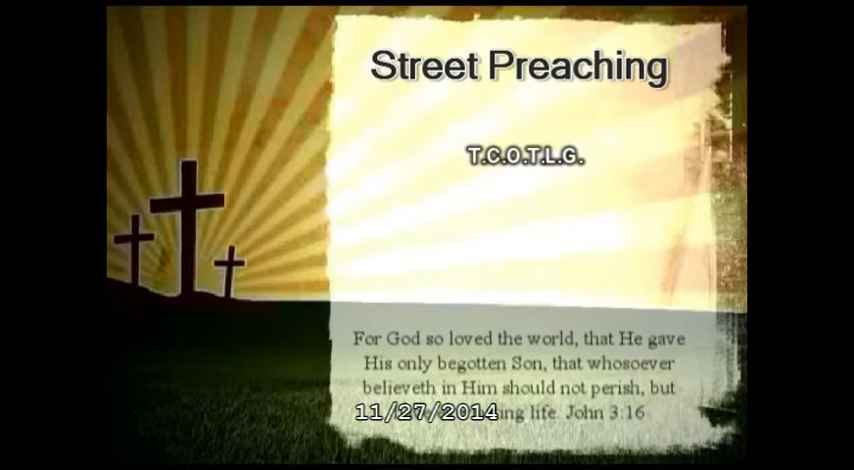 Street Preaching
T.C.O.T.L.G.
For God so loved the world, that He gave
His only begotten Son, that whosoever
believeth in Him should not perish, but
11/27/2014 life. John 3:16